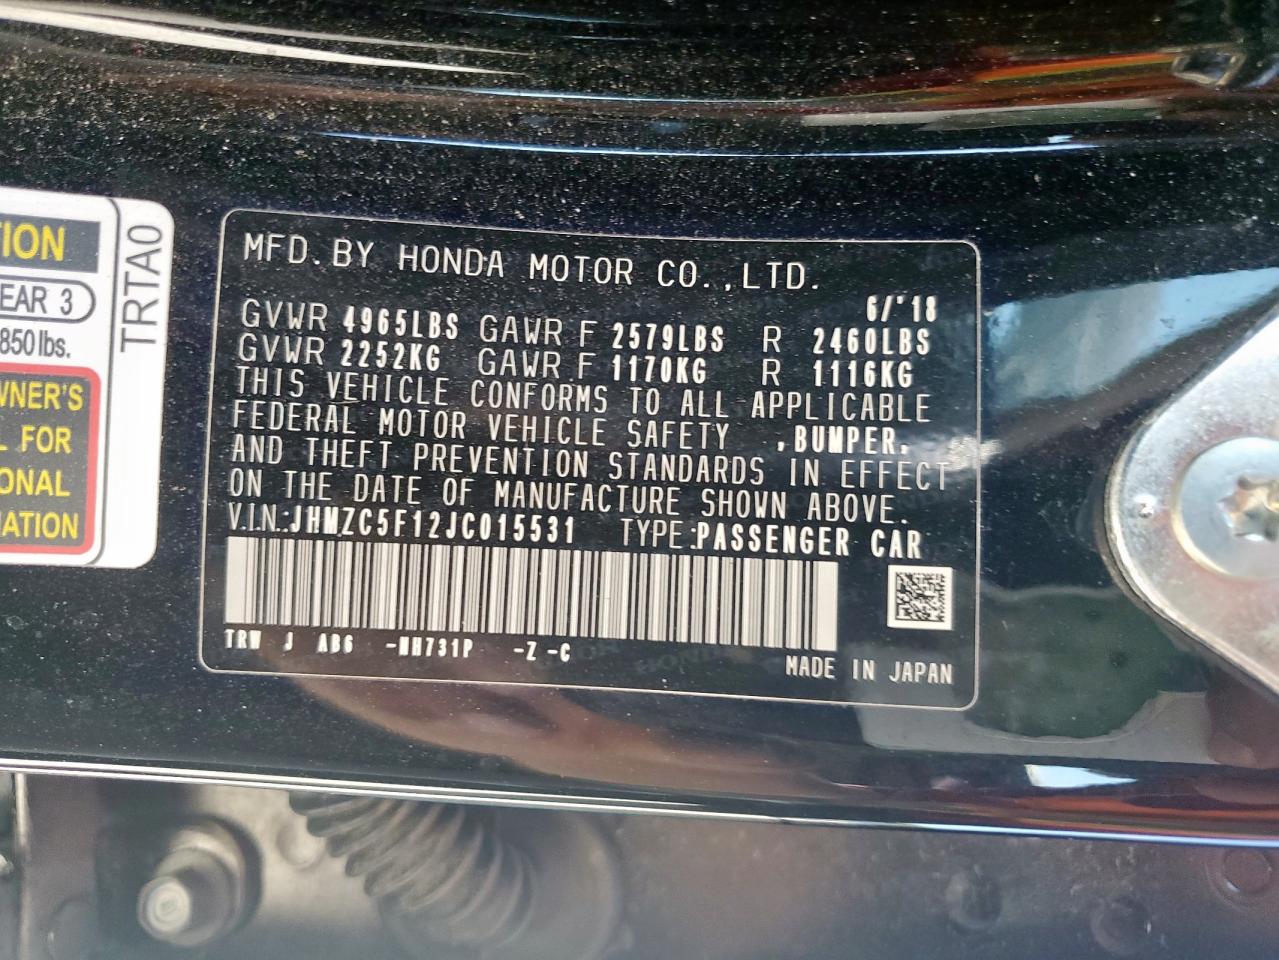 TION
EAR 3
850 lbs.
WNER'S
L FOR
ONAL
MATION
TRTA0
MFD. BY HONDA MOTOR CO.,LTD.
6/'18
GVWR 4965LBS GAWR F 2579LBS R 2460LBS
GVWR 2252KG GAWR F 1170KG R 1116KG
THIS VEHICLE CONFORMS TO ALL APPLICABLE
FEDERAL MOTOR VEHICLE SAFETY ,BUMPER,
AND THEFT PREVENTION STANDARDS IN EFFECT
ON THE DATE OF MANUFACTURE SHOWN ABOVE.
V.I.N.:JHMZC5F12JC015531 TYPE:PASSENGER CAR
TRW J AB6 -NH731P -Z -C
MADE IN JAPAN